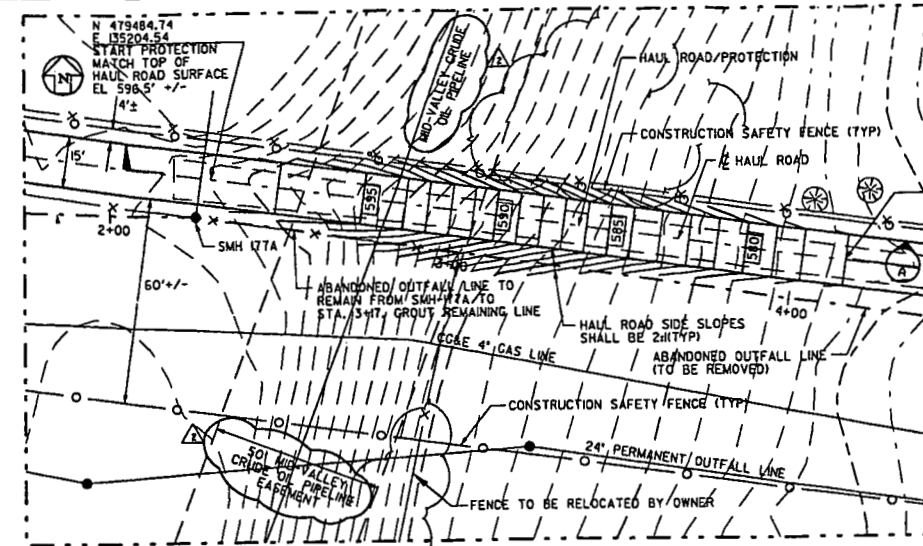 N 479484.74
E 135204.54
START PROTECTION
MATCH TOP OF
HAUL ROAD SURFACE
EL 596.5' +/-
N
4'±
15'
MID-VALLEY CRUDE
OIL PIPELINE
2
HAUL ROAD/PROTECTION
CONSTRUCTION SAFETY FENCE (TYP)
℄ HAUL ROAD
595
590
585
580
2+00
SMH 177A
3+00
4+00
A
60'+/-
ABANDONED OUTFALL LINE TO
REMAIN FROM SMH-177A TO
STA. 3+17. GROUT REMAINING LINE
HAUL ROAD SIDE SLOPES
SHALL BE 2:1(TYP)
ABANDONED OUTFALL LINE
(TO BE REMOVED)
CG&E 4" GAS LINE
CONSTRUCTION SAFETY FENCE (TYP)
2
50' MID-VALLEY
CRUDE OIL PIPELINE
EASEMENT
24" PERMANENT OUTFALL LINE
FENCE TO BE RELOCATED BY OWNER